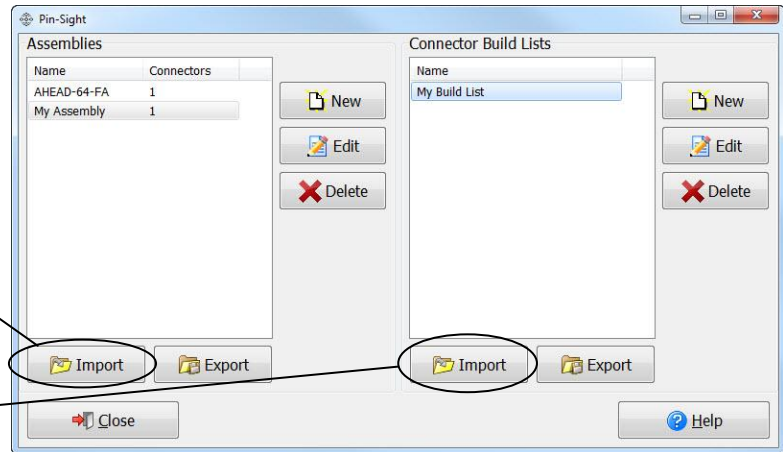 Pin-Sight
Assemblies
Name Connectors
AHEAD-64-FA 1
My Assembly 1
New
Edit
Delete
Import
Export
Connector Build Lists
Name
My Build List
New
Edit
Delete
Import
Export
Close
Help